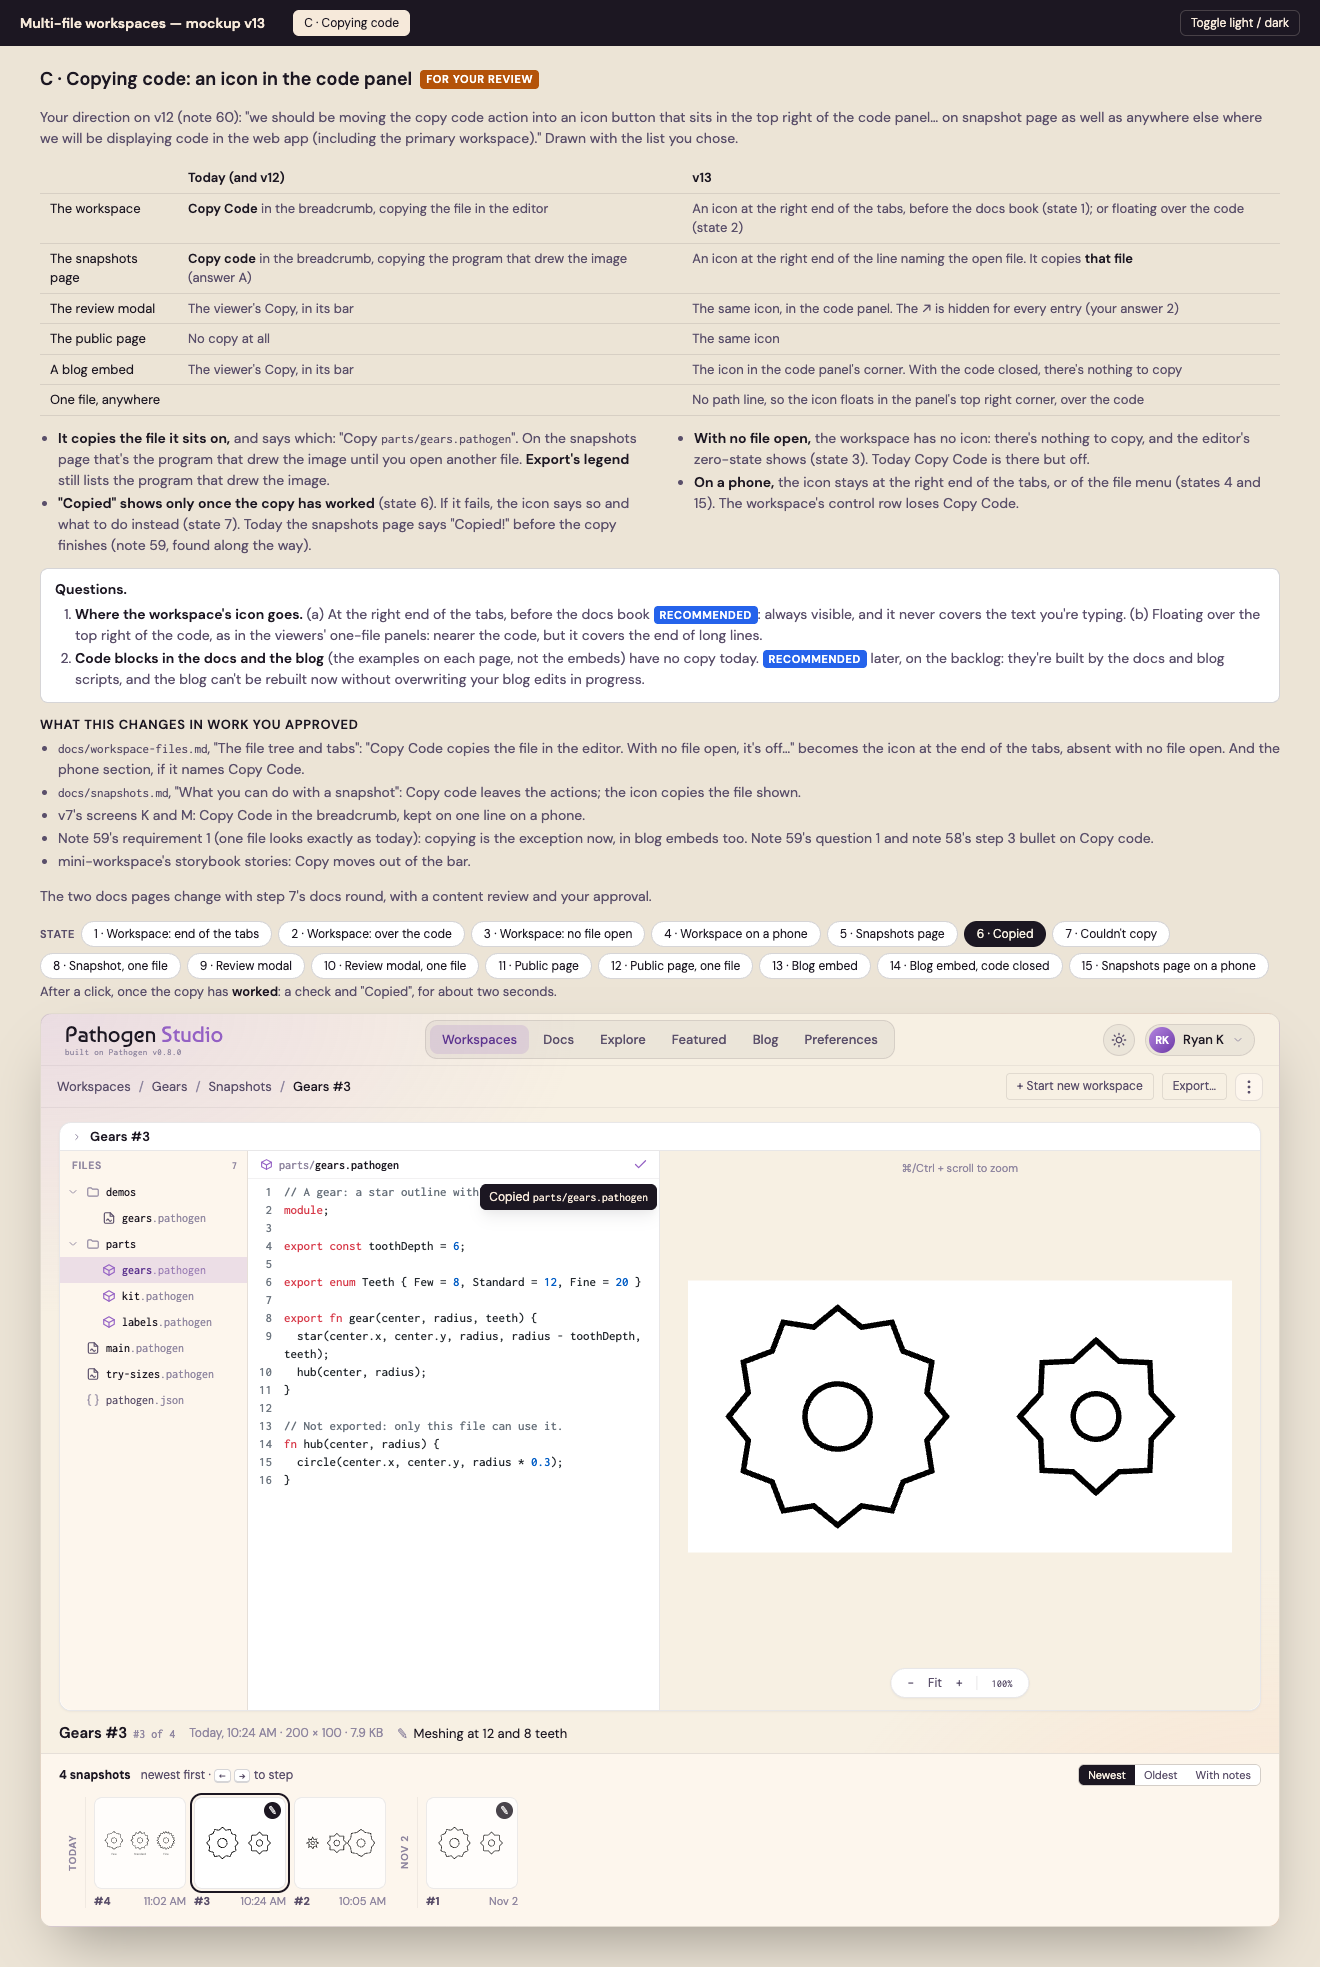 Multi-file workspaces — mockup v13
C · Copying code
Toggle light / dark
C · Copying code: an icon in the code panel FOR YOUR REVIEW
Your direction on v12 (note 60): "we should be moving the copy code action into an icon button that sits in the top right of the code panel… on snapshot page as well as anywhere else where
we will be displaying code in the web app (including the primary workspace)." Drawn with the list you chose.
Today (and v12) v13
The workspace Copy Code in the breadcrumb, copying the file in the editor An icon at the right end of the tabs, before the docs book (state 1); or floating over the code
(state 2)
The snapshots Copy code in the breadcrumb, copying the program that drew the image An icon at the right end of the line naming the open file. It copies that file
page (answer A)
The review modal The viewer's Copy, in its bar The same icon, in the code panel. The ↗ is hidden for every entry (your answer 2)
The public page No copy at all The same icon
A blog embed The viewer's Copy, in its bar The icon in the code panel's corner. With the code closed, there's nothing to copy
One file, anywhere No path line, so the icon floats in the panel's top right corner, over the code
• It copies the file it sits on, and says which: "Copy parts/gears.pathogen". On the snapshots
page that's the program that drew the image until you open another file. Export's legend
still lists the program that drew the image.
• "Copied" shows only once the copy has worked (state 6). If it fails, the icon says so and
what to do instead (state 7). Today the snapshots page says "Copied!" before the copy
finishes (note 59, found along the way).
• With no file open, the workspace has no icon: there's nothing to copy, and the editor's
zero-state shows (state 3). Today Copy Code is there but off.
• On a phone, the icon stays at the right end of the tabs, or of the file menu (states 4 and
15). The workspace's control row loses Copy Code.
Questions.
1. Where the workspace's icon goes. (a) At the right end of the tabs, before the docs book RECOMMENDED: always visible, and it never covers the text you're typing. (b) Floating over the
top right of the code, as in the viewers' one-file panels: nearer the code, but it covers the end of long lines.
2. Code blocks in the docs and the blog (the examples on each page, not the embeds) have no copy today. RECOMMENDED later, on the backlog: they're built by the docs and blog
scripts, and the blog can't be rebuilt now without overwriting your blog edits in progress.
WHAT THIS CHANGES IN WORK YOU APPROVED
• docs/workspace-files.md, "The file tree and tabs": "Copy Code copies the file in the editor. With no file open, it's off…" becomes the icon at the end of the tabs, absent with no file open. And the
phone section, if it names Copy Code.
• docs/snapshots.md, "What you can do with a snapshot": Copy code leaves the actions; the icon copies the file shown.
• v7's screens K and M: Copy Code in the breadcrumb, kept on one line on a phone.
• Note 59's requirement 1 (one file looks exactly as today): copying is the exception now, in blog embeds too. Note 59's question 1 and note 58's step 3 bullet on Copy code.
• mini-workspace's storybook stories: Copy moves out of the bar.
The two docs pages change with step 7's docs round, with a content review and your approval.
STATE 1 · Workspace: end of the tabs 2 · Workspace: over the code 3 · Workspace: no file open 4 · Workspace on a phone 5 · Snapshots page 6 · Copied 7 · Couldn't copy
8 · Snapshot, one file 9 · Review modal 10 · Review modal, one file 11 · Public page 12 · Public page, one file 13 · Blog embed 14 · Blog embed, code closed 15 · Snapshots page on a phone
After a click, once the copy has worked: a check and "Copied", for about two seconds.
Pathogen Studio
built on Pathogen v0.8.0
Workspaces Docs Explore Featured Blog Preferences
RK Ryan K
Workspaces / Gears / Snapshots / Gears #3
+ Start new workspace Export…
Gears #3
FILES 7
demos
gears.pathogen
parts
gears.pathogen
kit.pathogen
labels.pathogen
main.pathogen
try-sizes.pathogen
{} pathogen.json
parts/gears.pathogen
Copied parts/gears.pathogen
1 // A gear: a star outline with
2 module;
3
4 export const toothDepth = 6;
5
6 export enum Teeth { Few = 8, Standard = 12, Fine = 20 }
7
8 export fn gear(center, radius, teeth) {
9 star(center.x, center.y, radius, radius - toothDepth,
teeth);
10 hub(center, radius);
11 }
12
13 // Not exported: only this file can use it.
14 fn hub(center, radius) {
15 circle(center.x, center.y, radius * 0.3);
16 }
⌘/Ctrl + scroll to zoom
− Fit + 100%
Gears #3 #3 of 4 Today, 10:24 AM · 200 × 100 · 7.9 KB ✎ Meshing at 12 and 8 teeth
4 snapshots newest first · ← → to step
Newest Oldest With notes
TODAY
#4 11:02 AM
#3 10:24 AM
#2 10:05 AM
NOV 2
#1 Nov 2